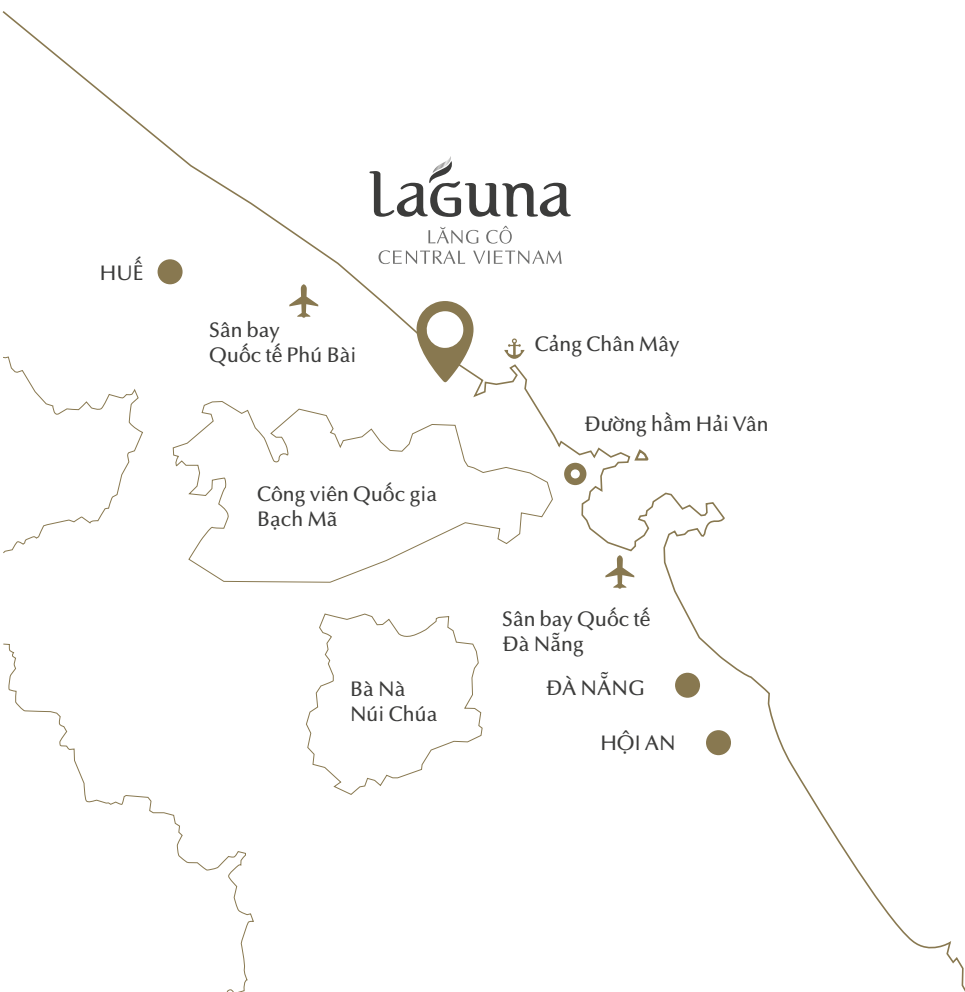 Laguna
LĂNG CÔ
CENTRAL VIETNAM
HUẾ
Sân bay
Quốc tế Phú Bài
Cảng Chân Mây
Đường hầm Hải Vân
Công viên Quốc gia
Bạch Mã
Sân bay Quốc tế
Đà Nẵng
Bà Nà
Núi Chúa
ĐÀ NẴNG
HỘI AN